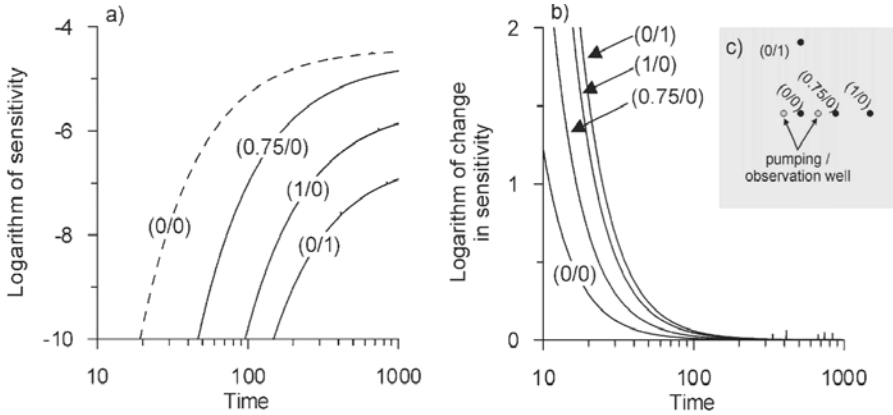 a)
-4
-6
-8
-10
Logarithm of sensitivity
(0/0)
(0.75/0)
(1/0)
(0/1)
10
100
1000
Time
b)
2
1
0
Logarithm of change
in sensitivity
(0/1)
(1/0)
(0.75/0)
(0/0)
10
100
1000
Time
c)
(0/1)
(0/0)
(0.75/0)
(1/0)
pumping /
observation well